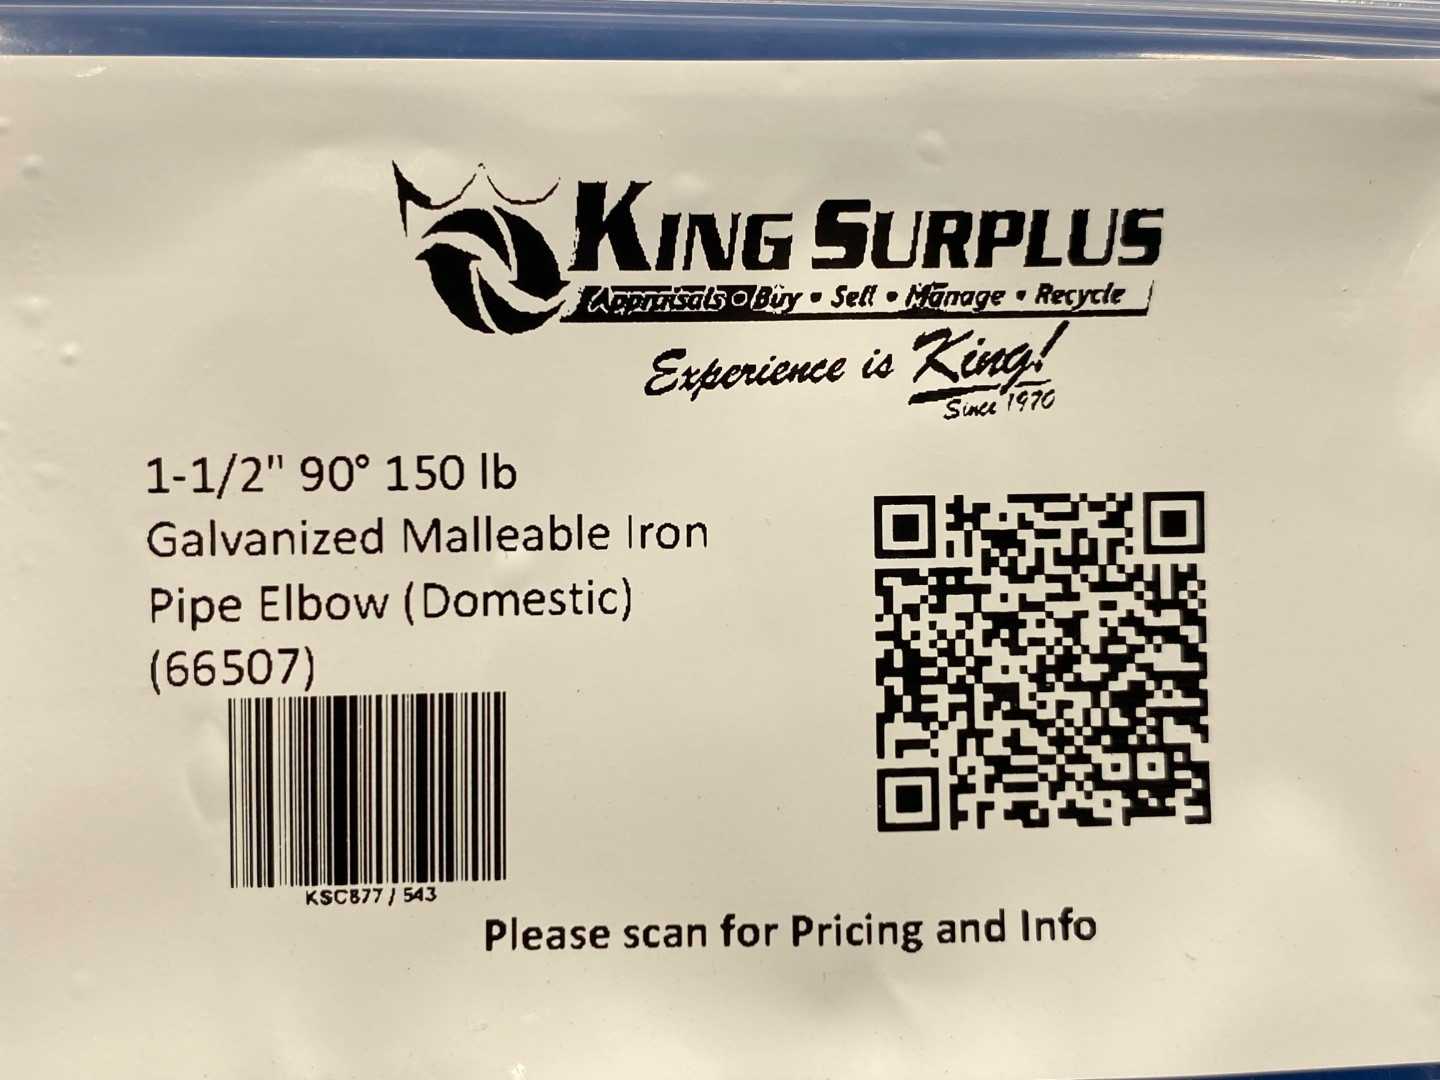 KING SURPLUS
Appraisals • Buy • Sell • Manage • Recycle
Experience is King!
Since 1970
1-1/2" 90° 150 lb
Galvanized Malleable Iron
Pipe Elbow (Domestic)
(66507)
KSC877 / 543
Please scan for Pricing and Info